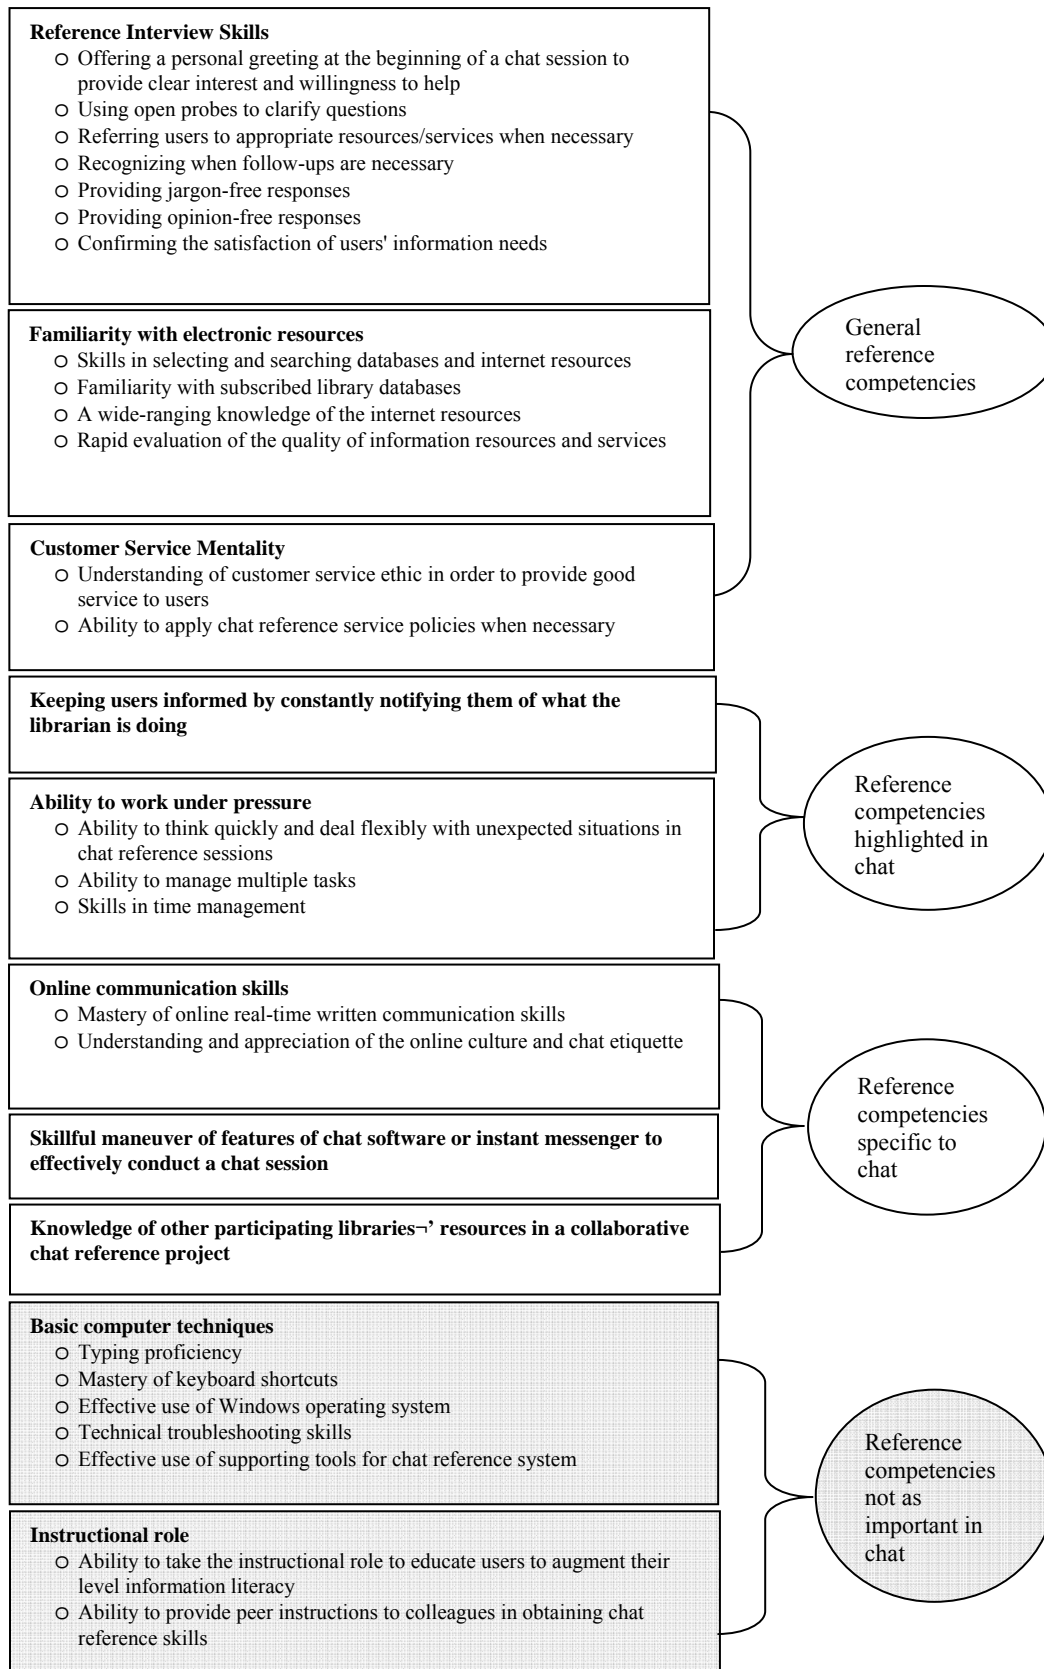 Reference Interview Skills
o Offering a personal greeting at the beginning of a chat session to
provide clear interest and willingness to help
o Using open probes to clarify questions
o Referring users to appropriate resources/services when necessary
o Recognizing when follow-ups are necessary
o Providing jargon-free responses
o Providing opinion-free responses
o Confirming the satisfaction of users' information needs
Familiarity with electronic resources
o Skills in selecting and searching databases and internet resources
o Familiarity with subscribed library databases
o A wide-ranging knowledge of the internet resources
o Rapid evaluation of the quality of information resources and services
Customer Service Mentality
o Understanding of customer service ethic in order to provide good
service to users
o Ability to apply chat reference service policies when necessary
General
reference
competencies
Keeping users informed by constantly notifying them of what the
librarian is doing
Ability to work under pressure
o Ability to think quickly and deal flexibly with unexpected situations in
chat reference sessions
o Ability to manage multiple tasks
o Skills in time management
Reference
competencies
highlighted in
chat
Online communication skills
o Mastery of online real-time written communication skills
o Understanding and appreciation of the online culture and chat etiquette
Skillful maneuver of features of chat software or instant messenger to
effectively conduct a chat session
Knowledge of other participating libraries¬’ resources in a collaborative
chat reference project
Reference
competencies
specific to
chat
Basic computer techniques
o Typing proficiency
o Mastery of keyboard shortcuts
o Effective use of Windows operating system
o Technical troubleshooting skills
o Effective use of supporting tools for chat reference system
Instructional role
o Ability to take the instructional role to educate users to augment their
level information literacy
o Ability to provide peer instructions to colleagues in obtaining chat
reference skills
Reference
competencies
not as
important in
chat